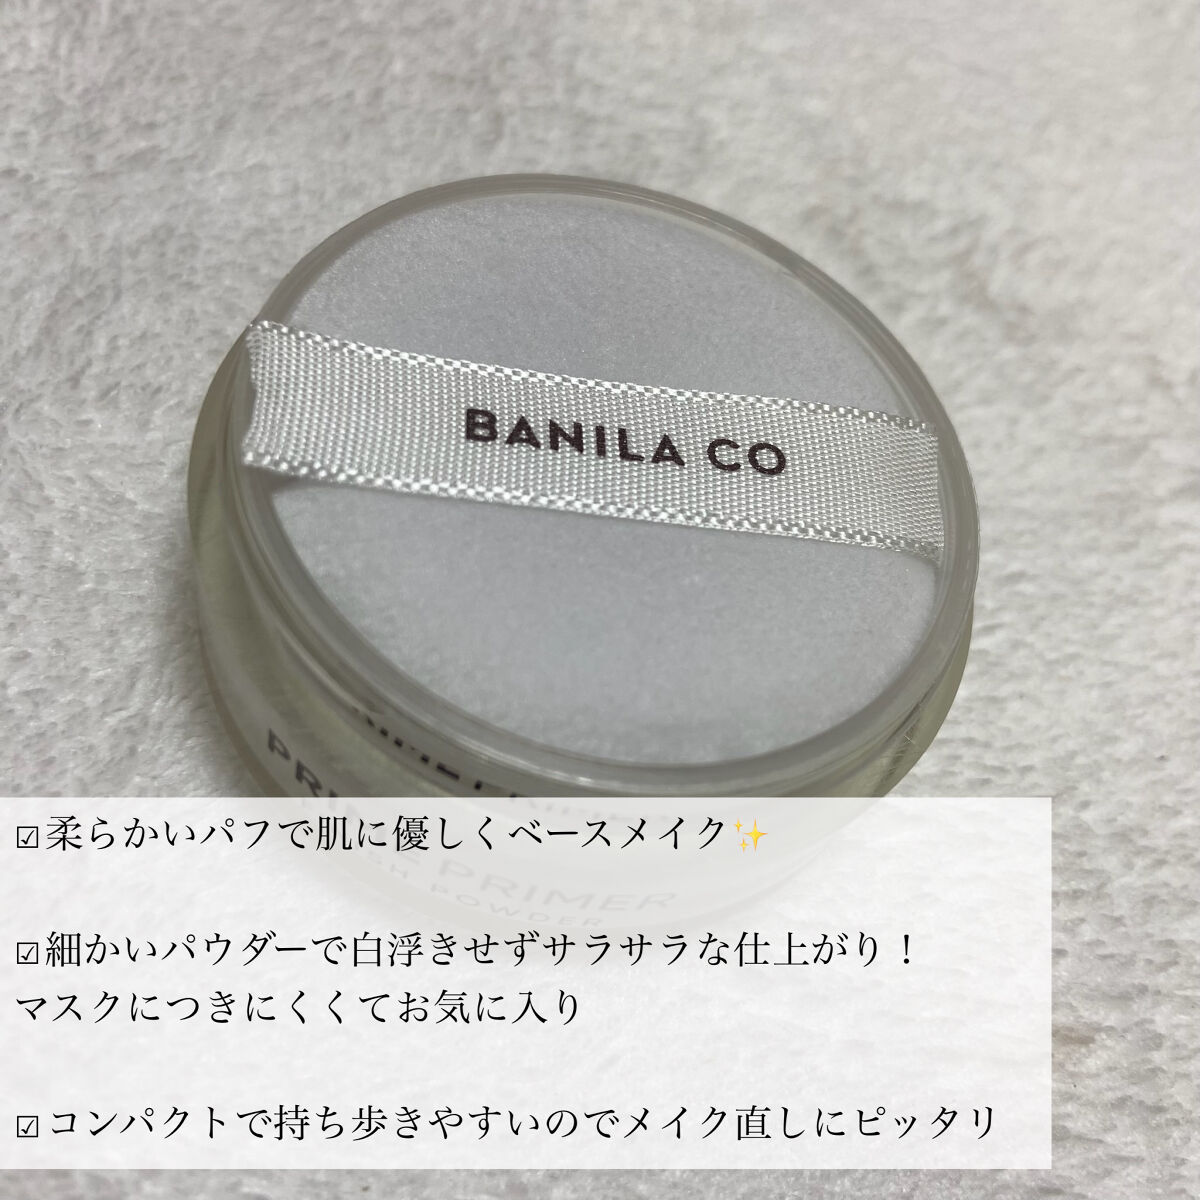 BANILA CO
PRIMER
POWDER
☑柔らかいパフで肌に優しくベースメイク✨
☑細かいパウダーで白浮きせずサラサラな仕上がり！
マスクにつきにくくてお気に入り
☑コンパクトで持ち歩きやすいのでメイク直しにピッタリ